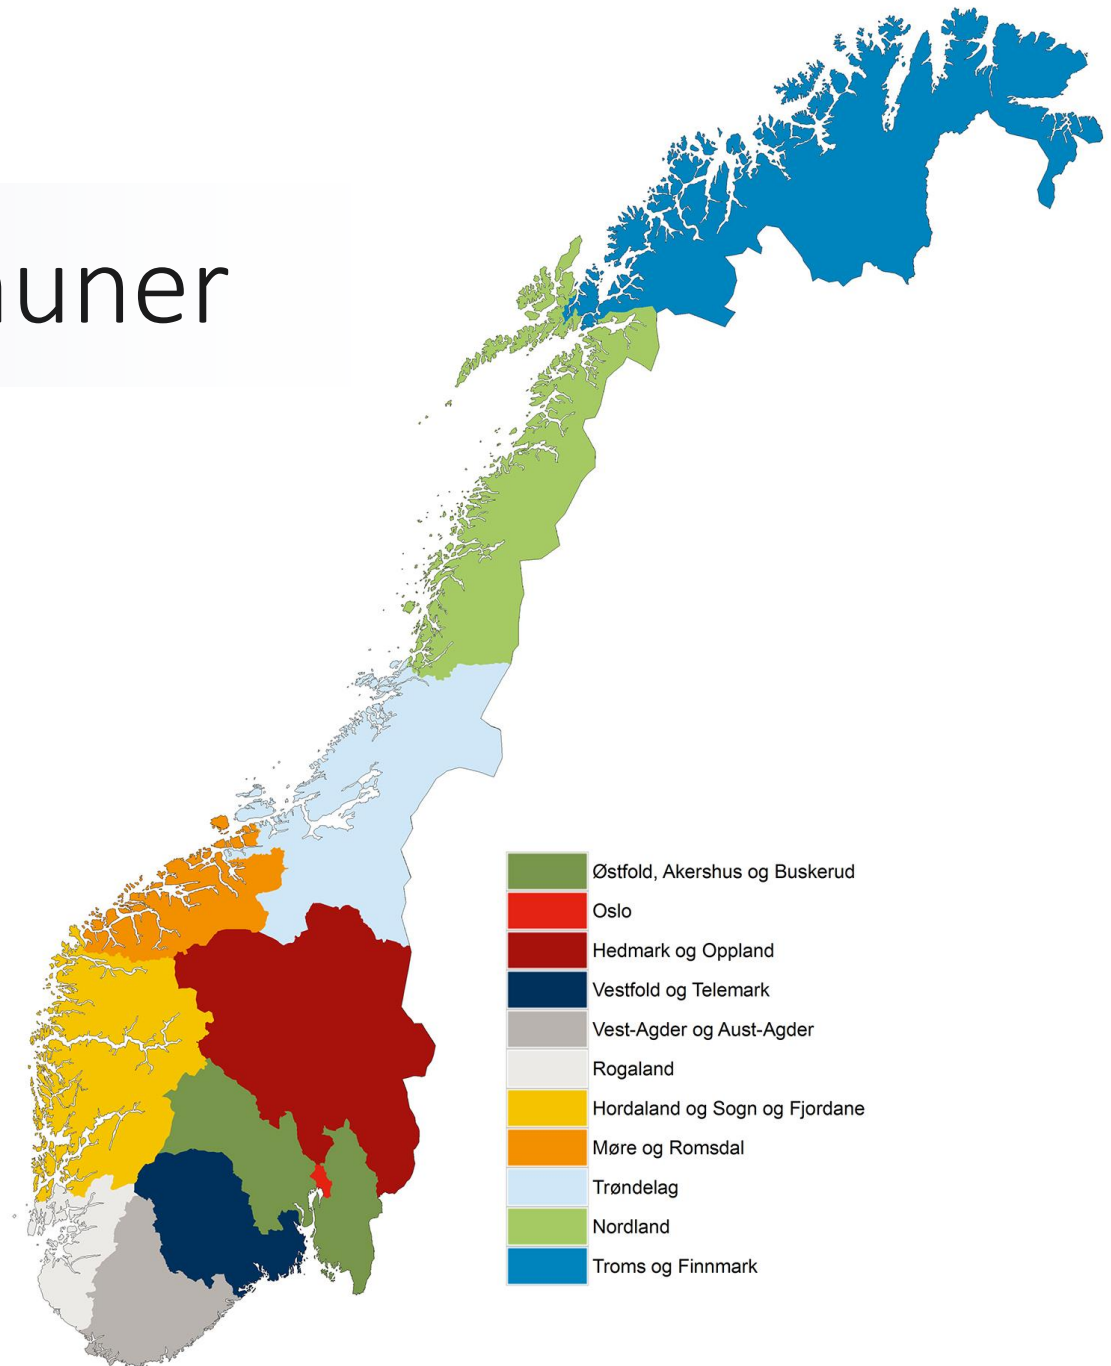 uner
Østfold, Akershus og Buskerud
Oslo
Hedmark og Oppland
Vestfold og Telemark
Vest-Agder og Aust-Agder
Rogaland
Hordaland og Sogn og Fjordane
Møre og Romsdal
Trøndelag
Nordland
Troms og Finnmark